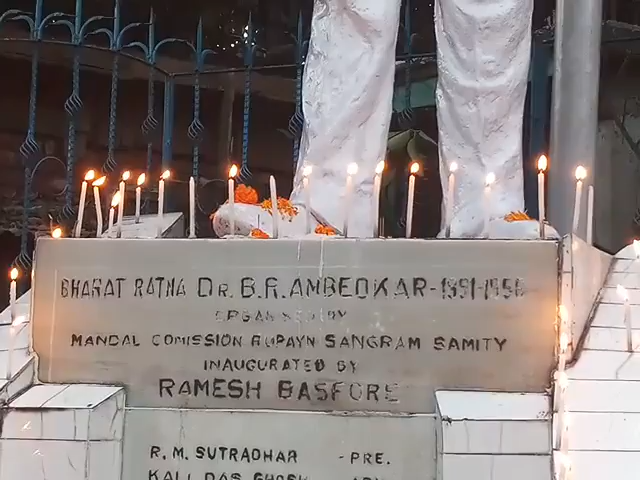 BHARAT RATNA DR. B.R. AMBEDKAR-1891-1956
ORGANISED BY
MANDAL COMISSION RUPAYN SANGRAM SAMITY
INAUGURATED BY
RAMESH BASFORE
R. M. SUTRADHAR -PRE.
KALI DAS GHOSH